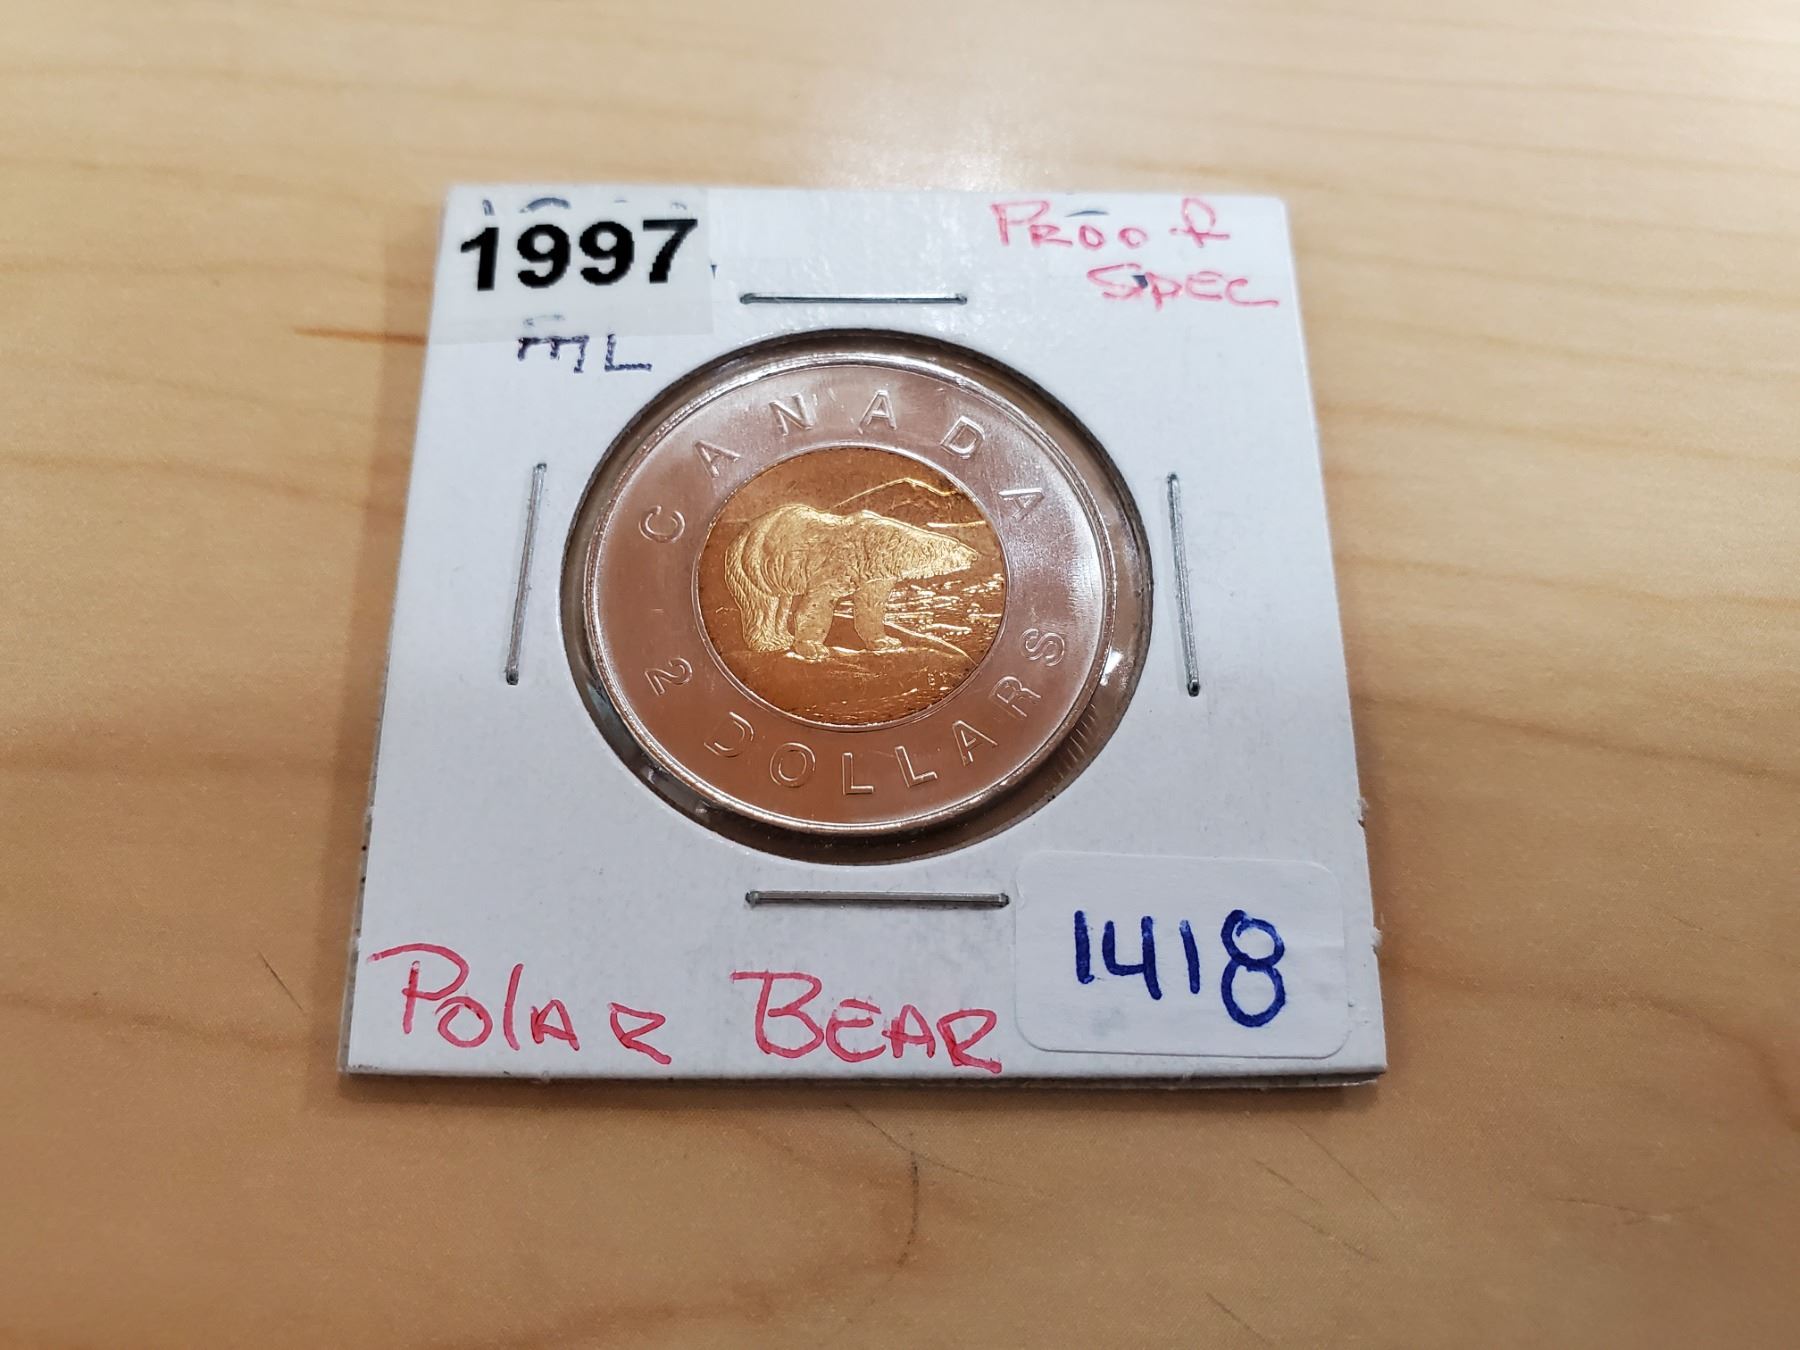 1997
Proof
Spec
mL
CANADA
2 DOLLARS
Polar Bear
1418